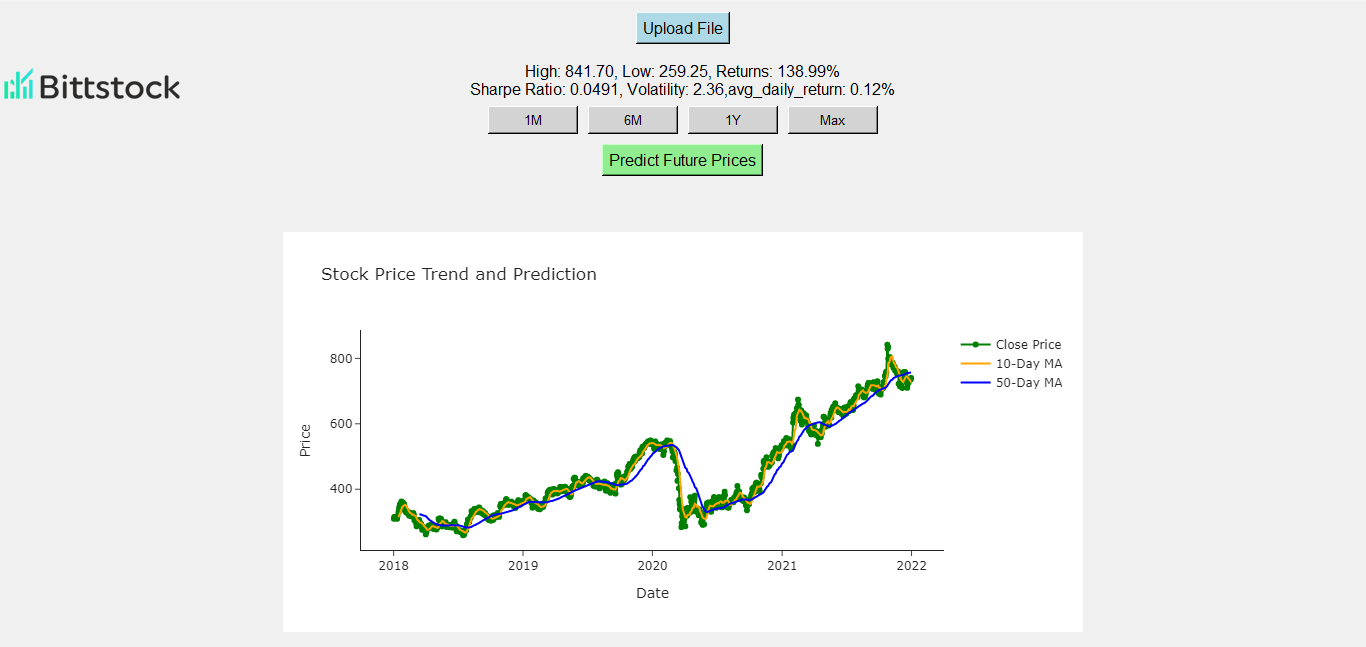 Upload File
Bittstock
High: 841.70, Low: 259.25, Returns: 138.99%
Sharpe Ratio: 0.0491, Volatility: 2.36,avg_daily_return: 0.12%
1M 6M 1Y Max
Predict Future Prices
Stock Price Trend and Prediction
Close Price
10-Day MA
50-Day MA
800
600
400
Price
2018 2019 2020 2021 2022
Date